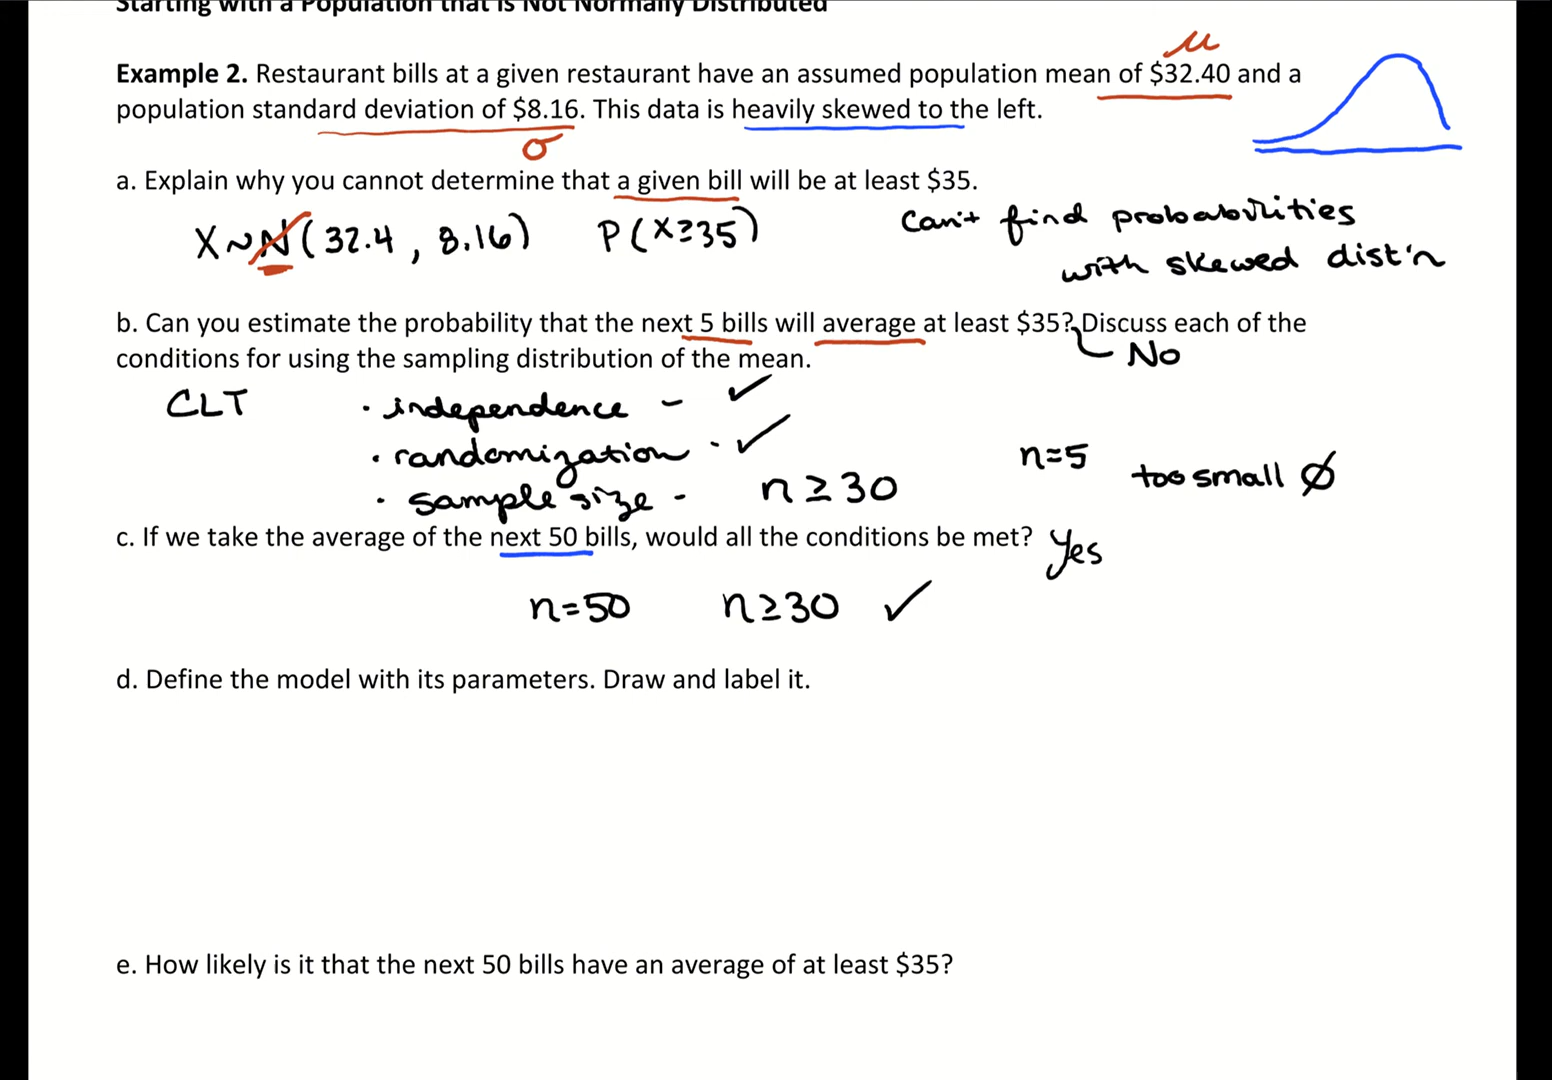 Starting with a Population that is Not Normally Distributed
μ
Example 2. Restaurant bills at a given restaurant have an assumed population mean of $32.40 and a
population standard deviation of $8.16. This data is heavily skewed to the left.
σ
a. Explain why you cannot determine that a given bill will be at least $35.
X~N(32.4, 8.16) P(X≥35) Can't find probabilities
with skewed dist'n
b. Can you estimate the probability that the next 5 bills will average at least $35? Discuss each of the
conditions for using the sampling distribution of the mean. No
CLT · independence - ✓
· randomization · ✓
· sample size - n≥30 n=5 too small Ø
c. If we take the average of the next 50 bills, would all the conditions be met? Yes
n=50 n≥30 ✓
d. Define the model with its parameters. Draw and label it.
e. How likely is it that the next 50 bills have an average of at least $35?